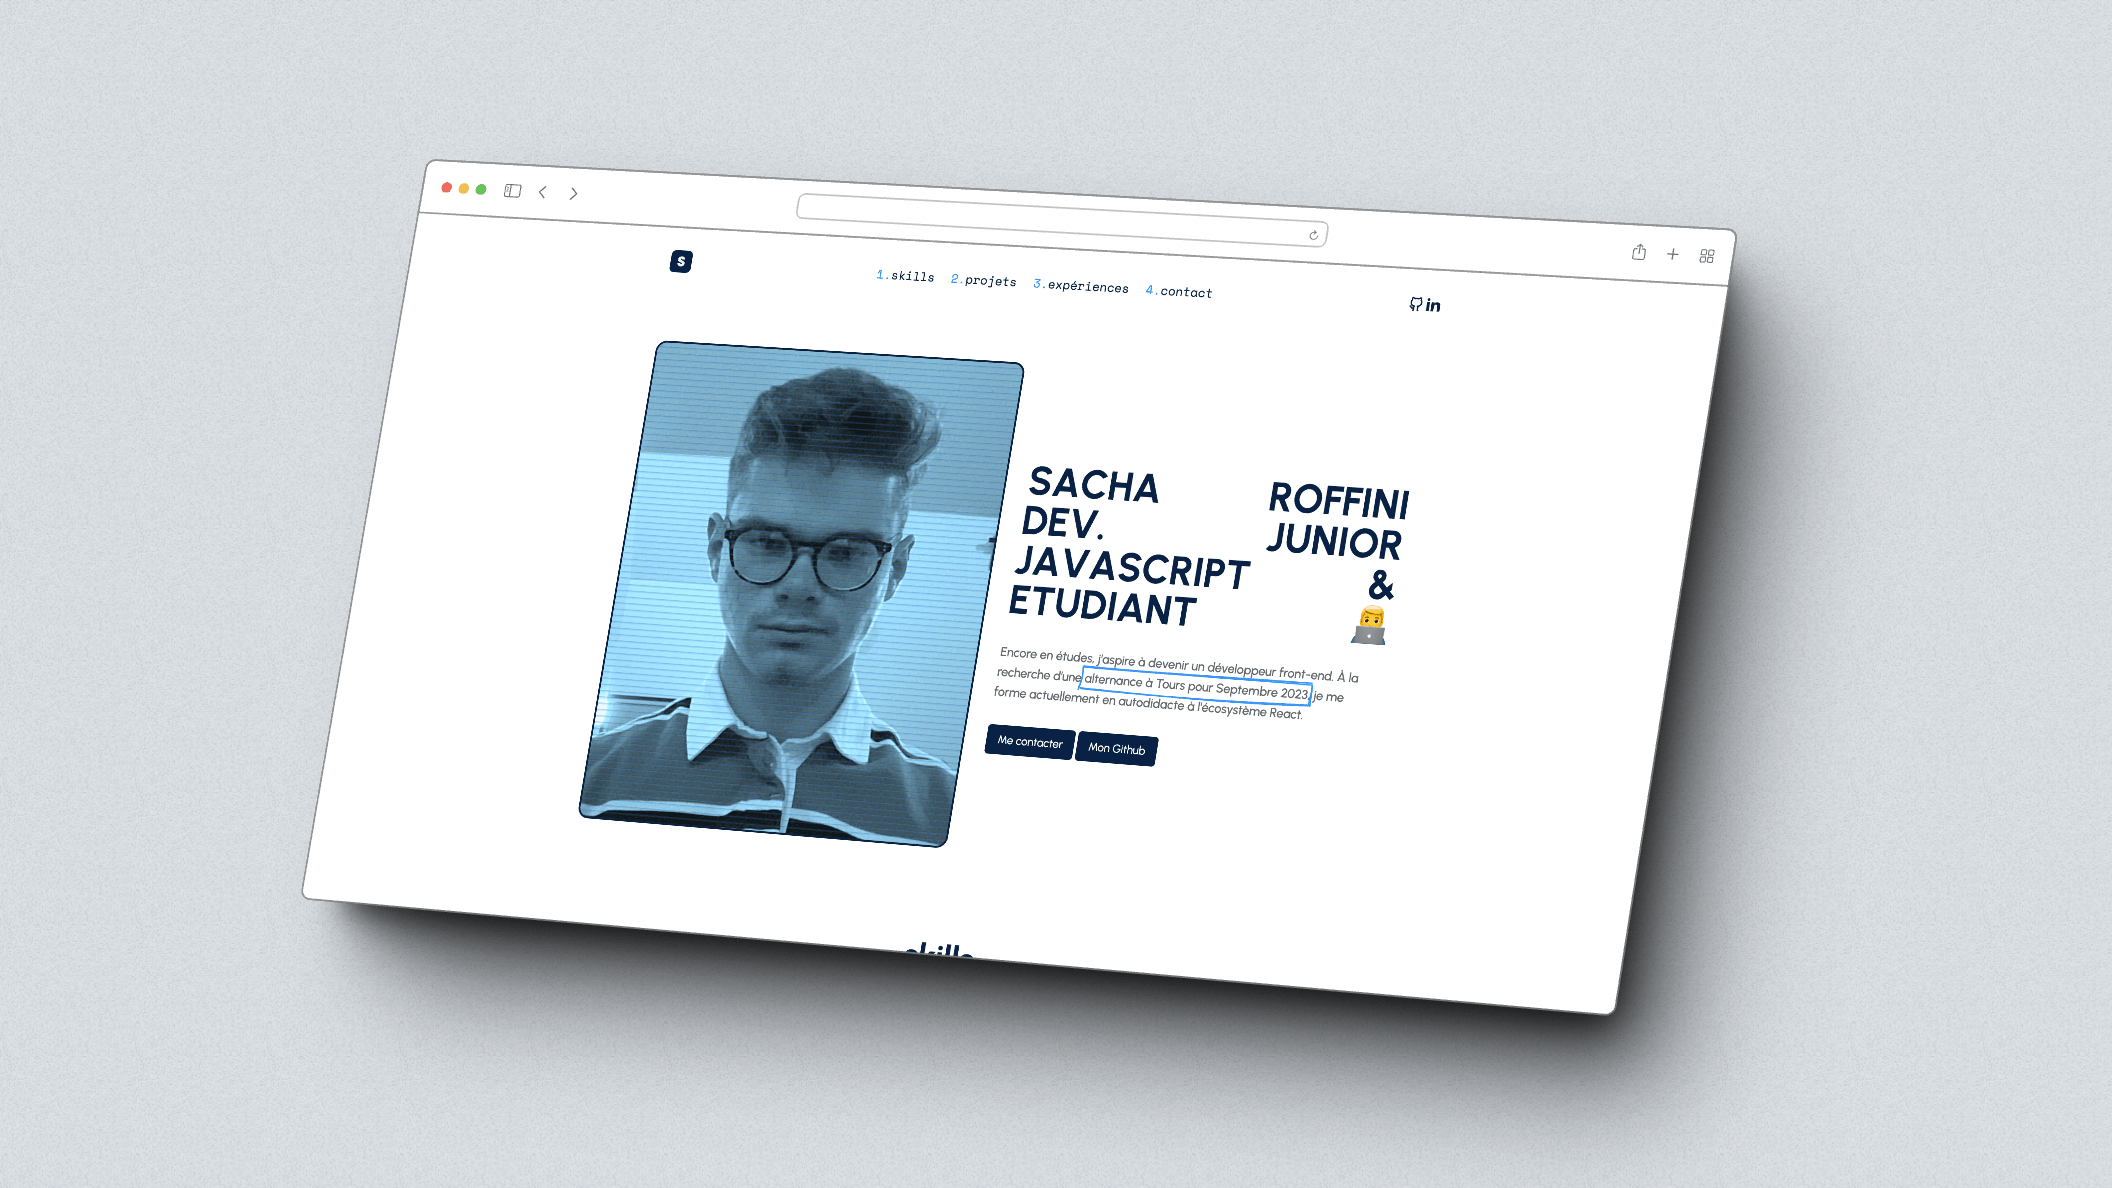 S
1.skills 2.projets 3.expériences 4.contact
in
SACHA ROFFINI
DEV. JUNIOR
JAVASCRIPT &
ETUDIANT
Encore en études, j'aspire à devenir un développeur front-end. À la
recherche d'une alternance à Tours pour Septembre 2023, je me
forme actuellement en autodidacte à l'écosystème React.
Me contacter Mon Github
skills